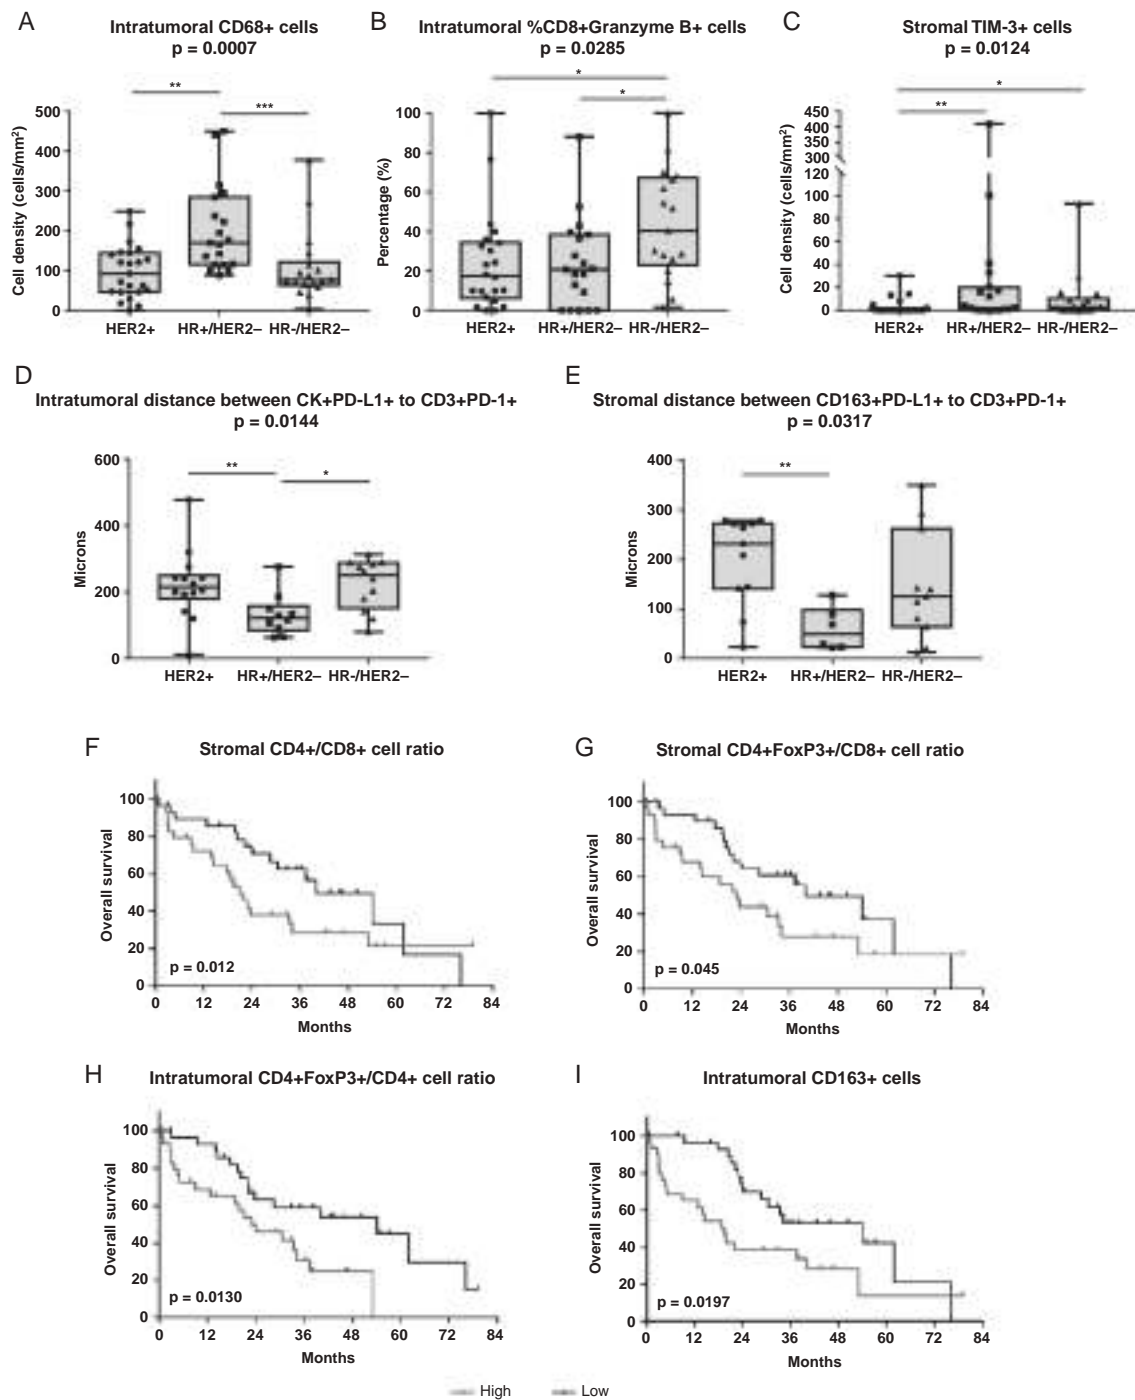 A
Intratumoral CD68+ cells
p = 0.0007
**
***
Cell density (cells/mm²)
500
400
300
200
100
0
HER2+ HR+/HER2– HR-/HER2–
B
Intratumoral %CD8+Granzyme B+ cells
p = 0.0285
*
*
Percentage (%)
100
80
60
40
20
0
HER2+ HR+/HER2– HR-/HER2–
C
Stromal TIM-3+ cells
p = 0.0124
*
**
Cell density (cells/mm²)
450
400
350
300
120
100
80
60
40
20
0
HER2+ HR+/HER2– HR-/HER2–
D
Intratumoral distance between CK+PD-L1+ to CD3+PD-1+
p = 0.0144
**
*
Microns
600
400
200
0
HER2+ HR+/HER2– HR-/HER2–
E
Stromal distance between CD163+PD-L1+ to CD3+PD-1+
p = 0.0317
**
Microns
400
300
200
100
0
HER2+ HR+/HER2– HR-/HER2–
F
Stromal CD4+/CD8+ cell ratio
Overall survival
100
80
60
40
20
0
p = 0.012
0 12 24 36 48 60 72 84
Months
G
Stromal CD4+FoxP3+/CD8+ cell ratio
Overall survival
100
80
60
40
20
0
p = 0.045
0 12 24 36 48 60 72 84
Months
H
Intratumoral CD4+FoxP3+/CD4+ cell ratio
Overall survival
100
80
60
40
20
0
p = 0.0130
0 12 24 36 48 60 72 84
Months
I
Intratumoral CD163+ cells
Overall survival
100
80
60
40
20
0
p = 0.0197
0 12 24 36 48 60 72 84
Months
High Low